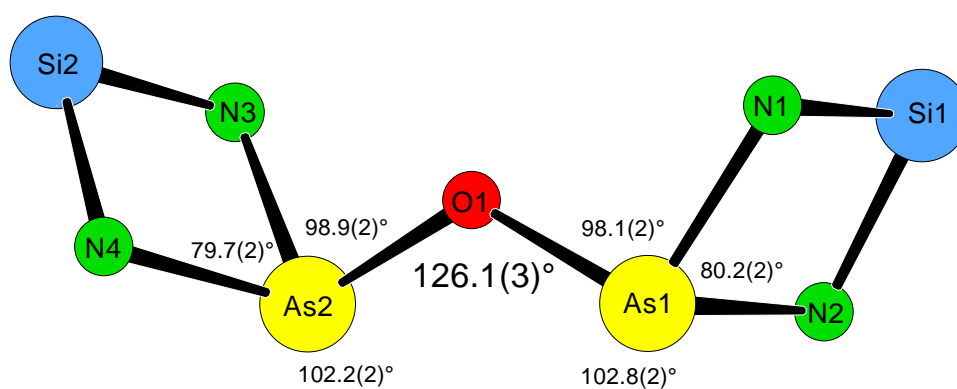 Si2
N3
N1
Si1
O1
N4
79.7(2)°
98.9(2)°
126.1(3)°
98.1(2)°
80.2(2)°
As2
As1
N2
102.2(2)°
102.8(2)°